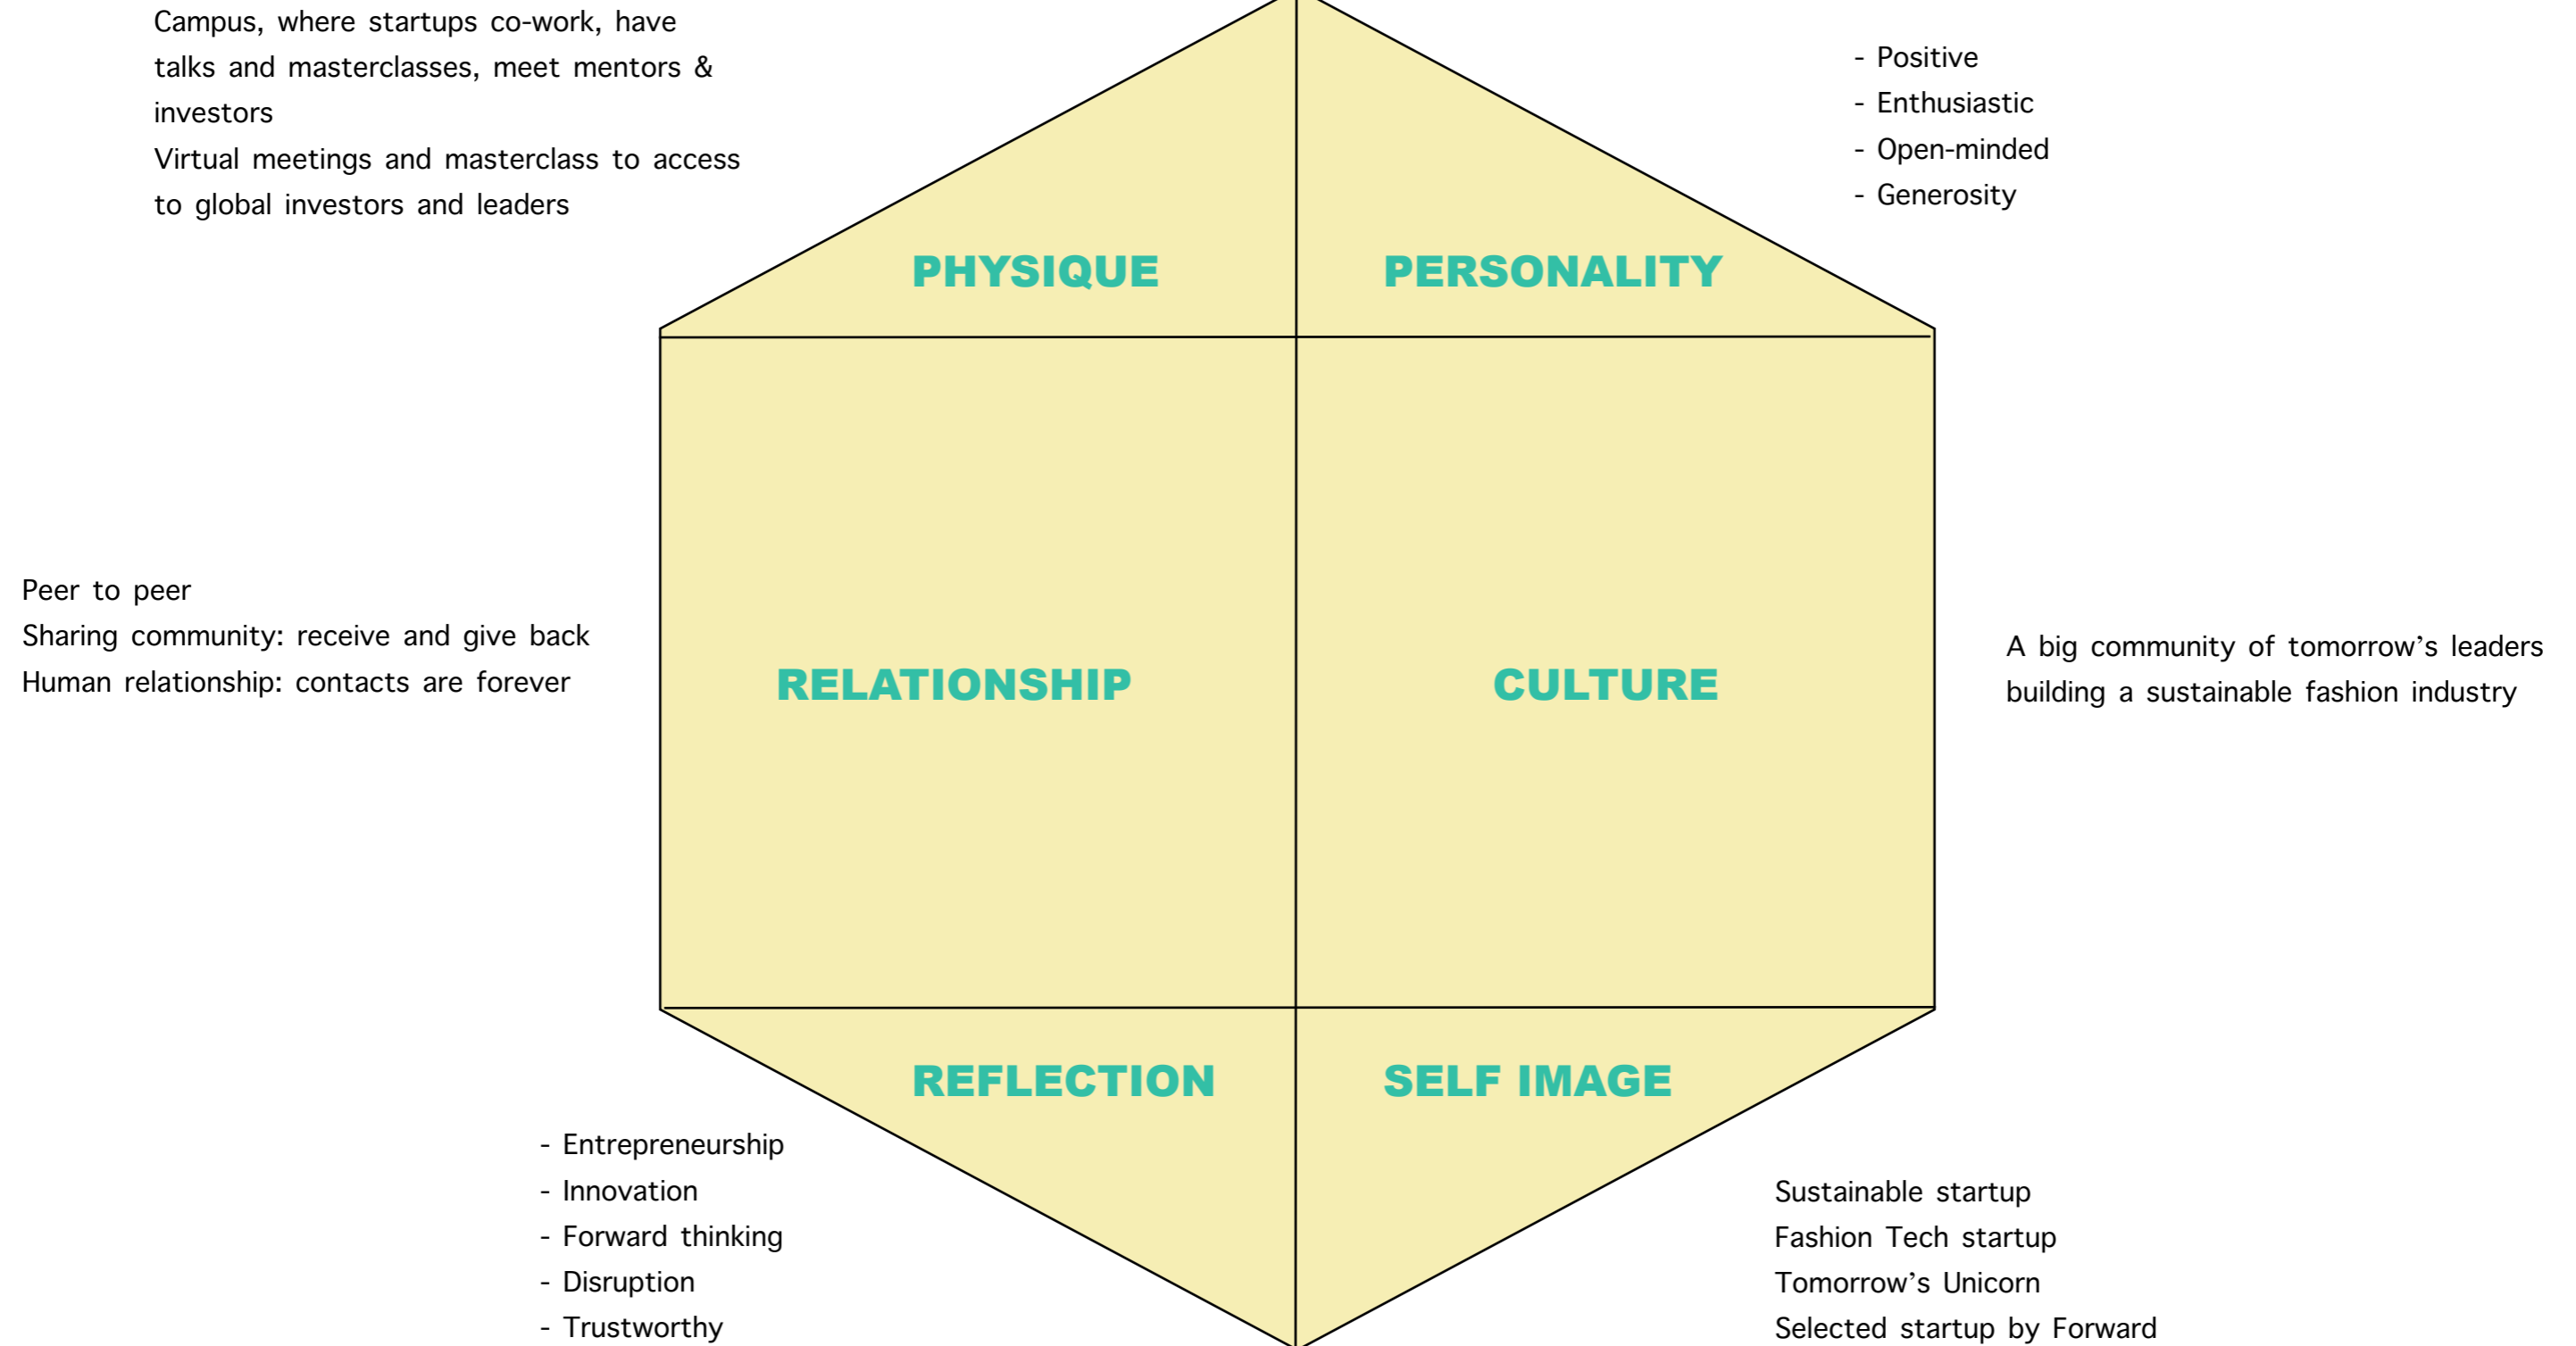 Campus, where startups co-work, have
talks and masterclasses, meet mentors &
investors
Virtual meetings and masterclass to access
to global investors and leaders
- Positive
- Enthusiastic
- Open-minded
- Generosity
PHYSIQUE
PERSONALITY
Peer to peer
Sharing community: receive and give back
Human relationship: contacts are forever
RELATIONSHIP
CULTURE
A big community of tomorrow’s leaders
building a sustainable fashion industry
REFLECTION
SELF IMAGE
- Entrepreneurship
- Innovation
- Forward thinking
- Disruption
- Trustworthy
Sustainable startup
Fashion Tech startup
Tomorrow’s Unicorn
Selected startup by Forward